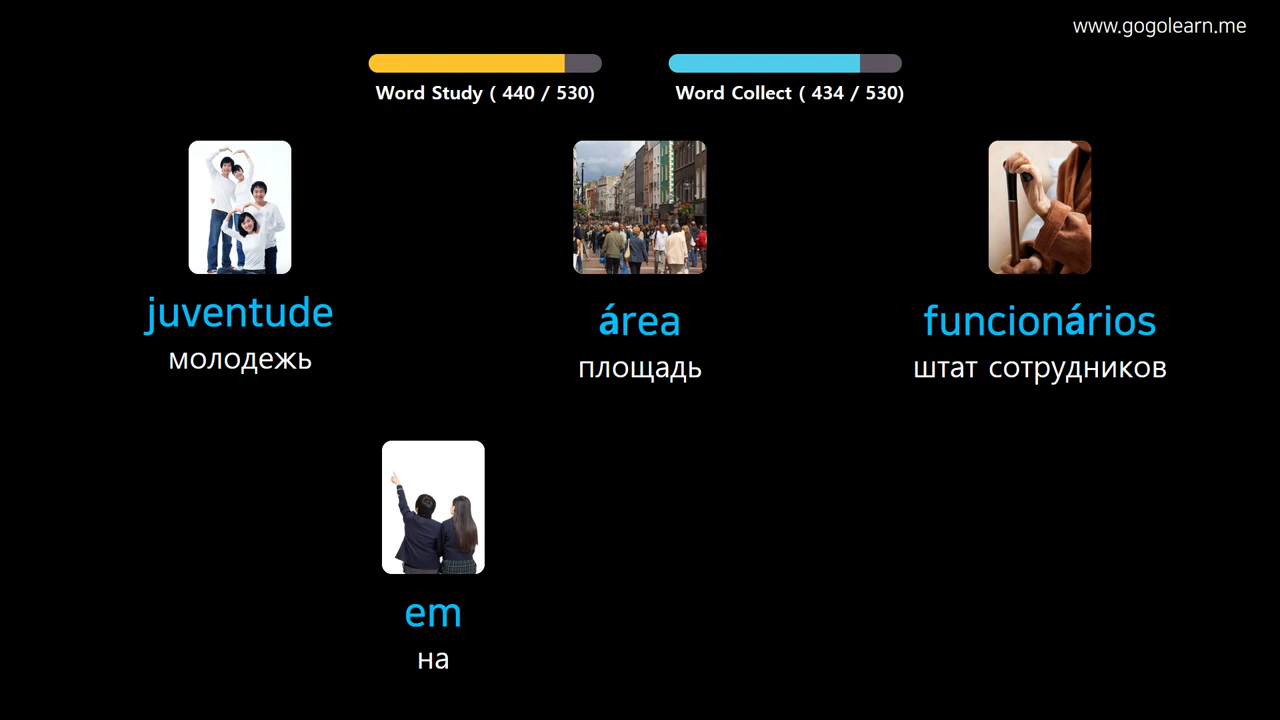 www.gogolearn.me
Word Study ( 440 / 530)
Word Collect ( 434 / 530)
juventude
молодежь
área
площадь
funcionários
штат сотрудников
em
на